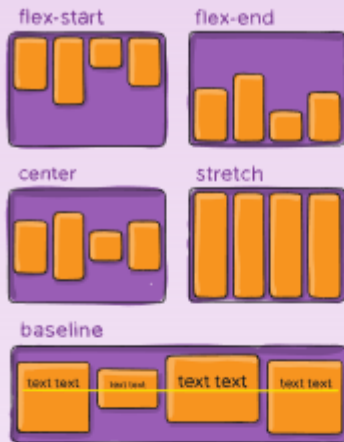 flex-start
flex-end
center
stretch
baseline
text text
text text
text text
text text